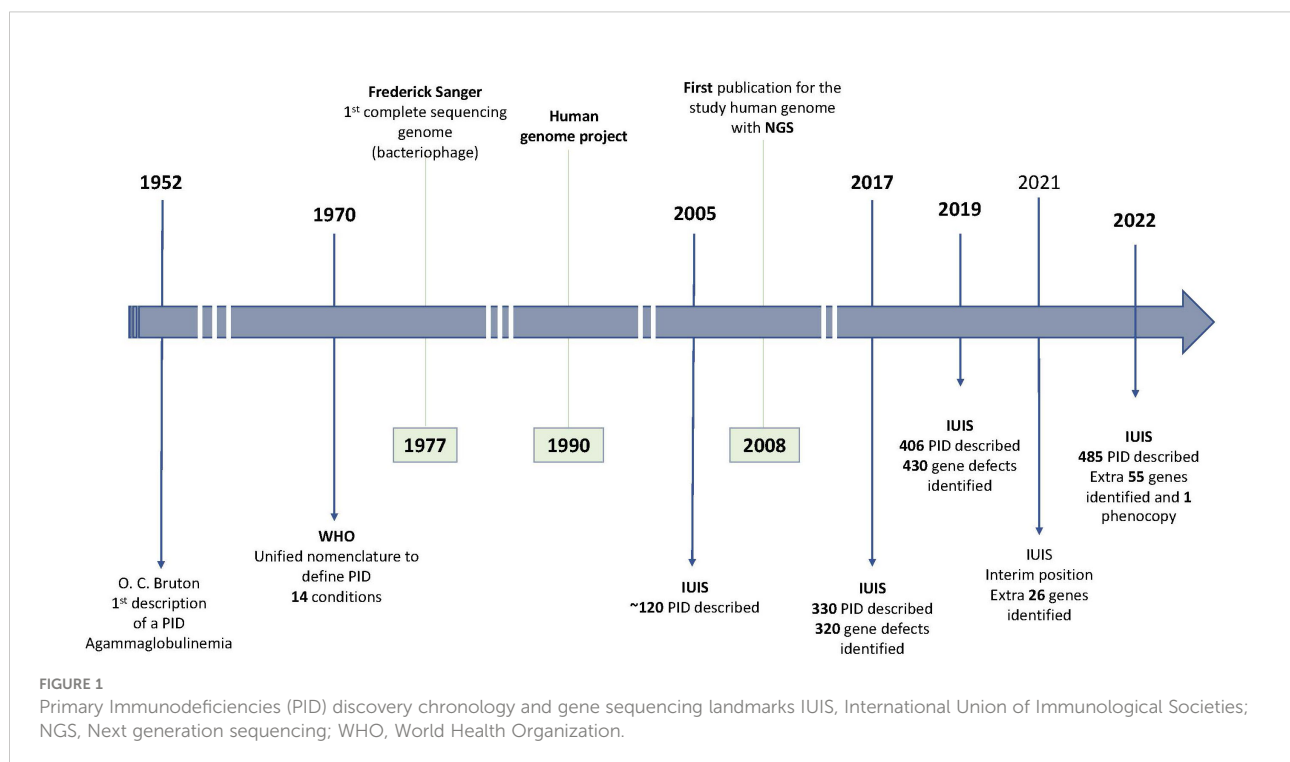 Frederick Sanger
1st complete sequencing
genome
(bacteriophage)
Human
genome project
First publication for the
study human genome
with NGS
1952
1970
2005
2017
2019
2021
2022
1977
1990
2008
O. C. Bruton
1st description
of a PID
Agammaglobulinemia
WHO
Unified nomenclature to
define PID
14 conditions
IUIS
~120 PID described
IUIS
330 PID described
320 gene defects
identified
IUIS
406 PID described
430 gene defects
identified
IUIS
Interim position
Extra 26 genes
identified
IUIS
485 PID described
Extra 55 genes
identified and 1
phenocopy
FIGURE 1
Primary Immunodeficiencies (PID) discovery chronology and gene sequencing landmarks IUIS, International Union of Immunological Societies;
NGS, Next generation sequencing; WHO, World Health Organization.